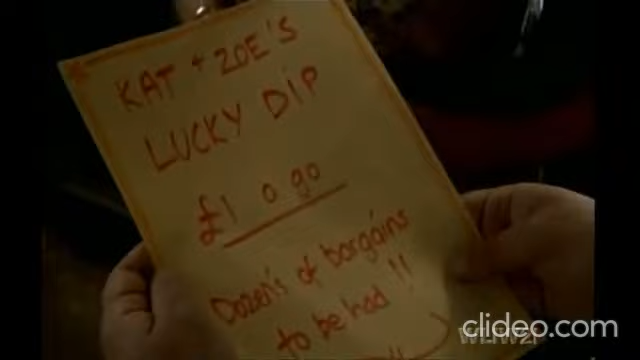 KAT + ZOE'S
LUCKY DIP
£1 a go
Dozen's of bargains
to be had !!
clideo.com